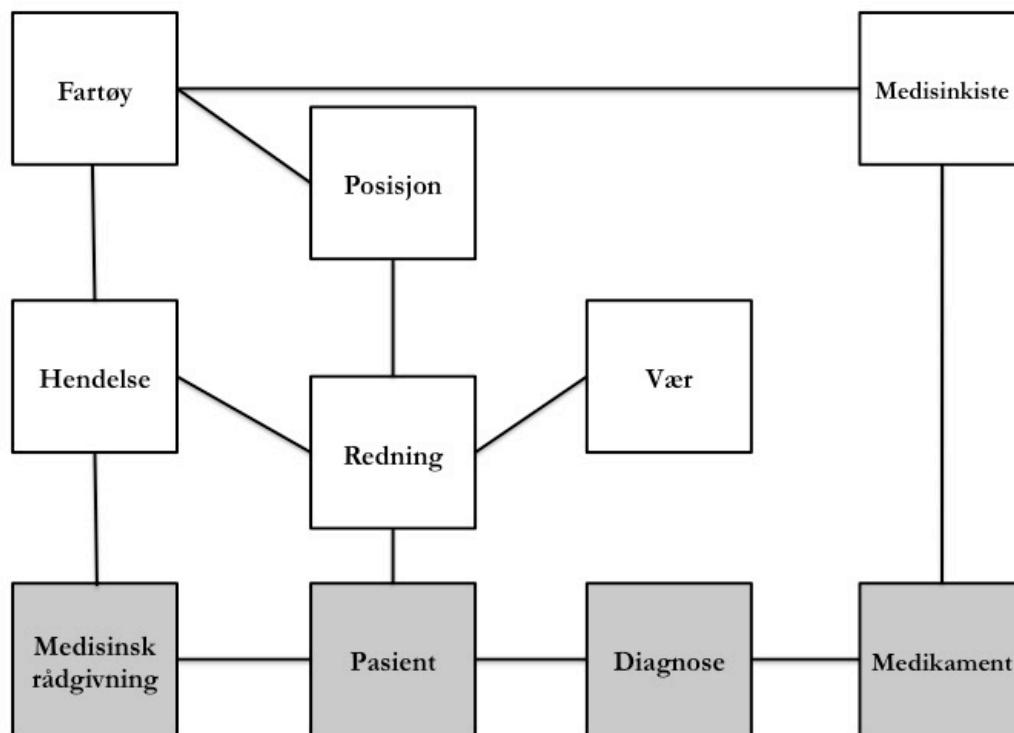 Fartøy
Medisinkiste
Posisjon
Hendelse
Vær
Redning
Medisinsk
rådgivning
Pasient
Diagnose
Medikament